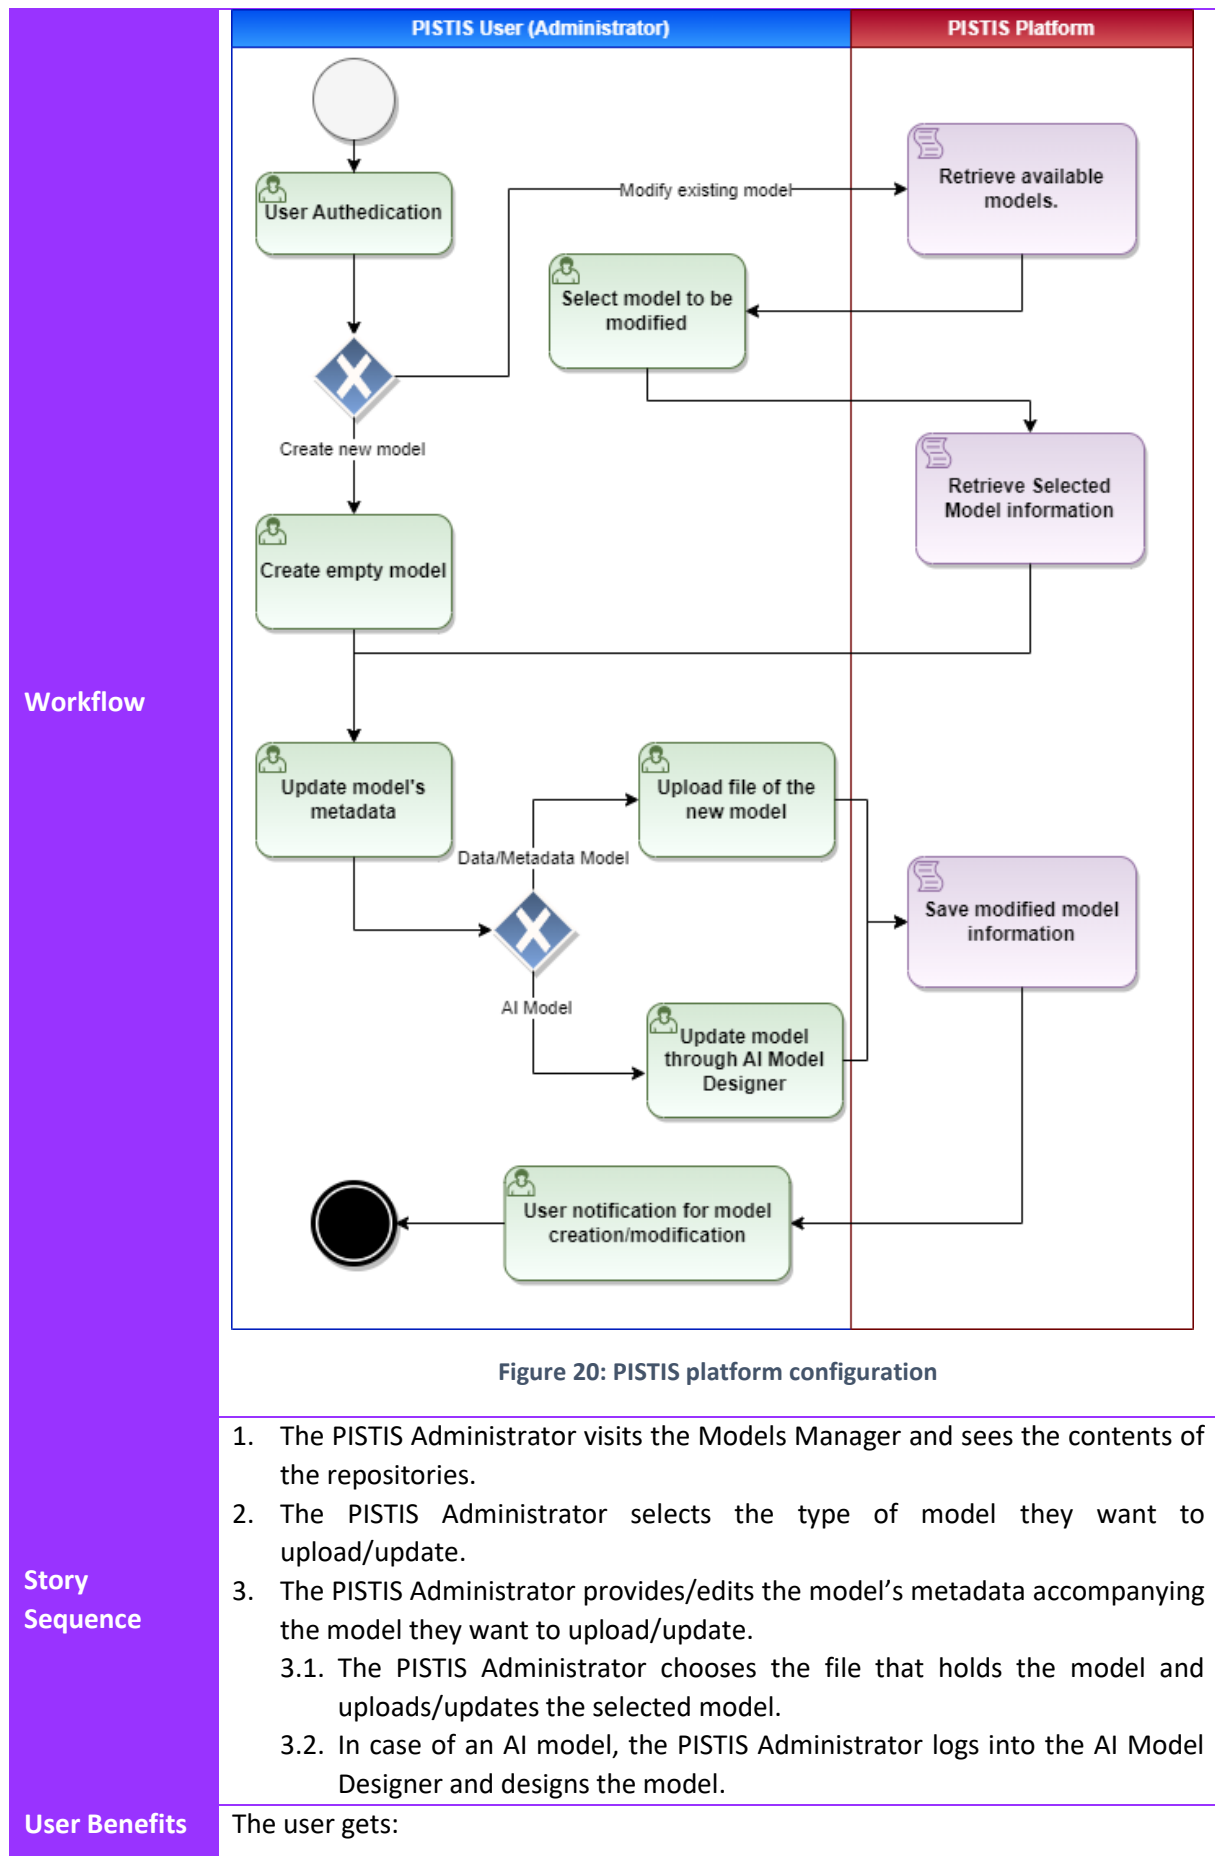 PISTIS User (Administrator)
PISTIS Platform
User Authedication
Modify existing model
Retrieve available
models.
Select model to be
modified
Create new model
Retrieve Selected
Model information
Create empty model
Workflow
Update model's
metadata
Upload file of the
new model
Data/Metadata Model
Save modified model
information
AI Model
Update model
through AI Model
Designer
User notification for model
creation/modification
Figure 20: PISTIS platform configuration
Story
Sequence
1. The PISTIS Administrator visits the Models Manager and sees the contents of
the repositories.
2. The PISTIS Administrator selects the type of model they want to
upload/update.
3. The PISTIS Administrator provides/edits the model’s metadata accompanying
the model they want to upload/update.
3.1. The PISTIS Administrator chooses the file that holds the model and
uploads/updates the selected model.
3.2. In case of an AI model, the PISTIS Administrator logs into the AI Model
Designer and designs the model.
User Benefits
The user gets: